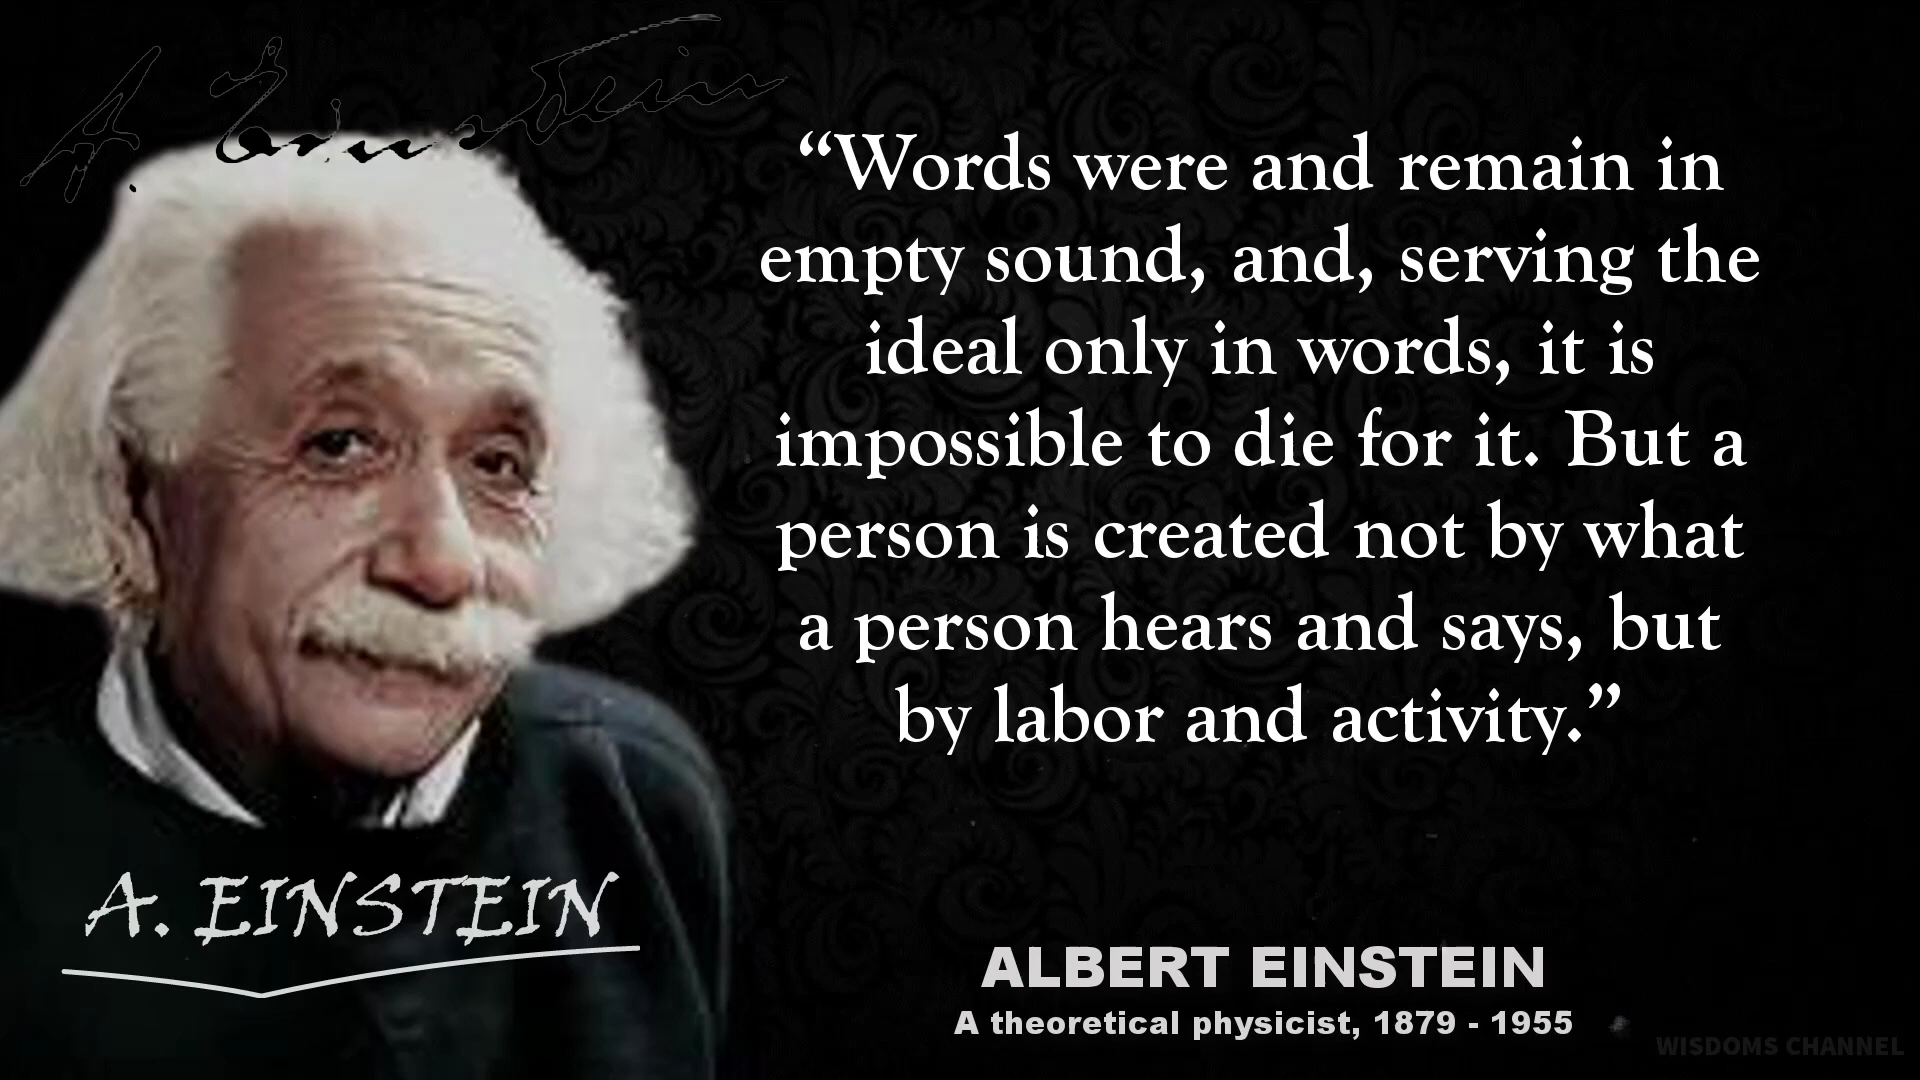 A. Einstein
“Words were and remain in
empty sound, and, serving the
ideal only in words, it is
impossible to die for it. But a
person is created not by what
a person hears and says, but
by labor and activity.”
A. EINSTEIN
ALBERT EINSTEIN
A theoretical physicist, 1879 - 1955
WISDOMS CHANNEL